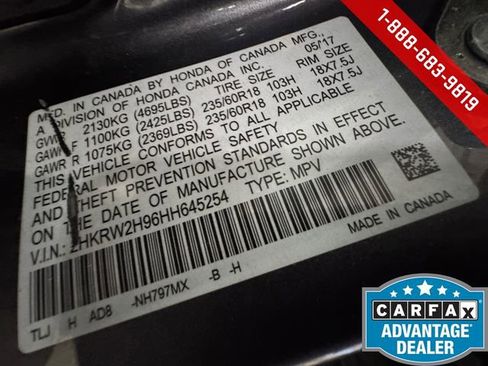 1-888-683-9819
MFD. IN CANADA BY HONDA OF CANADA MFG.,
A DIVISION OF HONDA CANADA INC. 05/17
TIRE SIZE RIM SIZE
GVWR 2130KG (4695LBS)
GAWR F 1100KG (2425LBS) 235/60R18 103H 18X7.5J
GAWR R 1075KG (2369LBS) 235/60R18 103H 18X7.5J
THIS VEHICLE CONFORMS TO ALL APPLICABLE
FEDERAL MOTOR VEHICLE SAFETY
AND THEFT PREVENTION STANDARDS IN EFFECT
ON THE DATE OF MANUFACTURE SHOWN ABOVE.
V.I.N.: 2HKRW2H96HH645254 TYPE: MPV
MADE IN CANADA
TLJ H AD8 -NH797MX -B -H
CARFAX
ADVANTAGE
DEALER